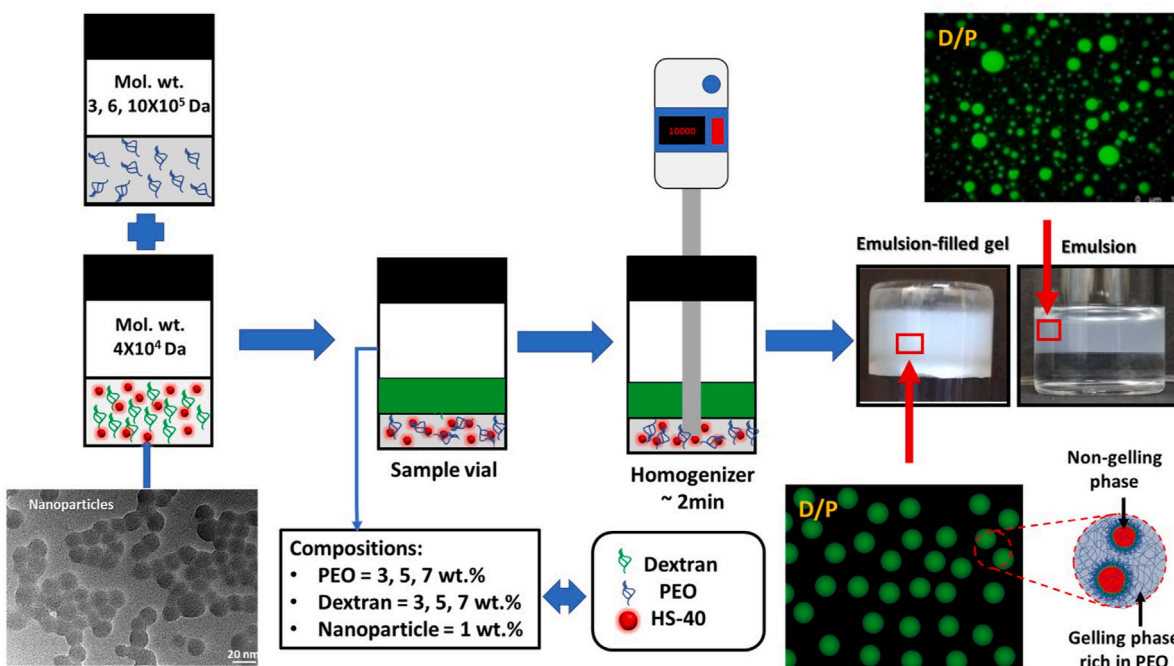 Mol. wt.
3, 6, 10X10⁵ Da
Mol. wt.
4X10⁴ Da
Nanoparticles
20 nm
Sample vial
Compositions:
• PEO = 3, 5, 7 wt.%
• Dextran = 3, 5, 7 wt.%
• Nanoparticle = 1 wt.%
10000
Homogenizer
~ 2min
Dextran
PEO
HS-40
D/P
Emulsion-filled gel
Emulsion
D/P
Non-gelling
phase
Gelling phase
rich in PEO